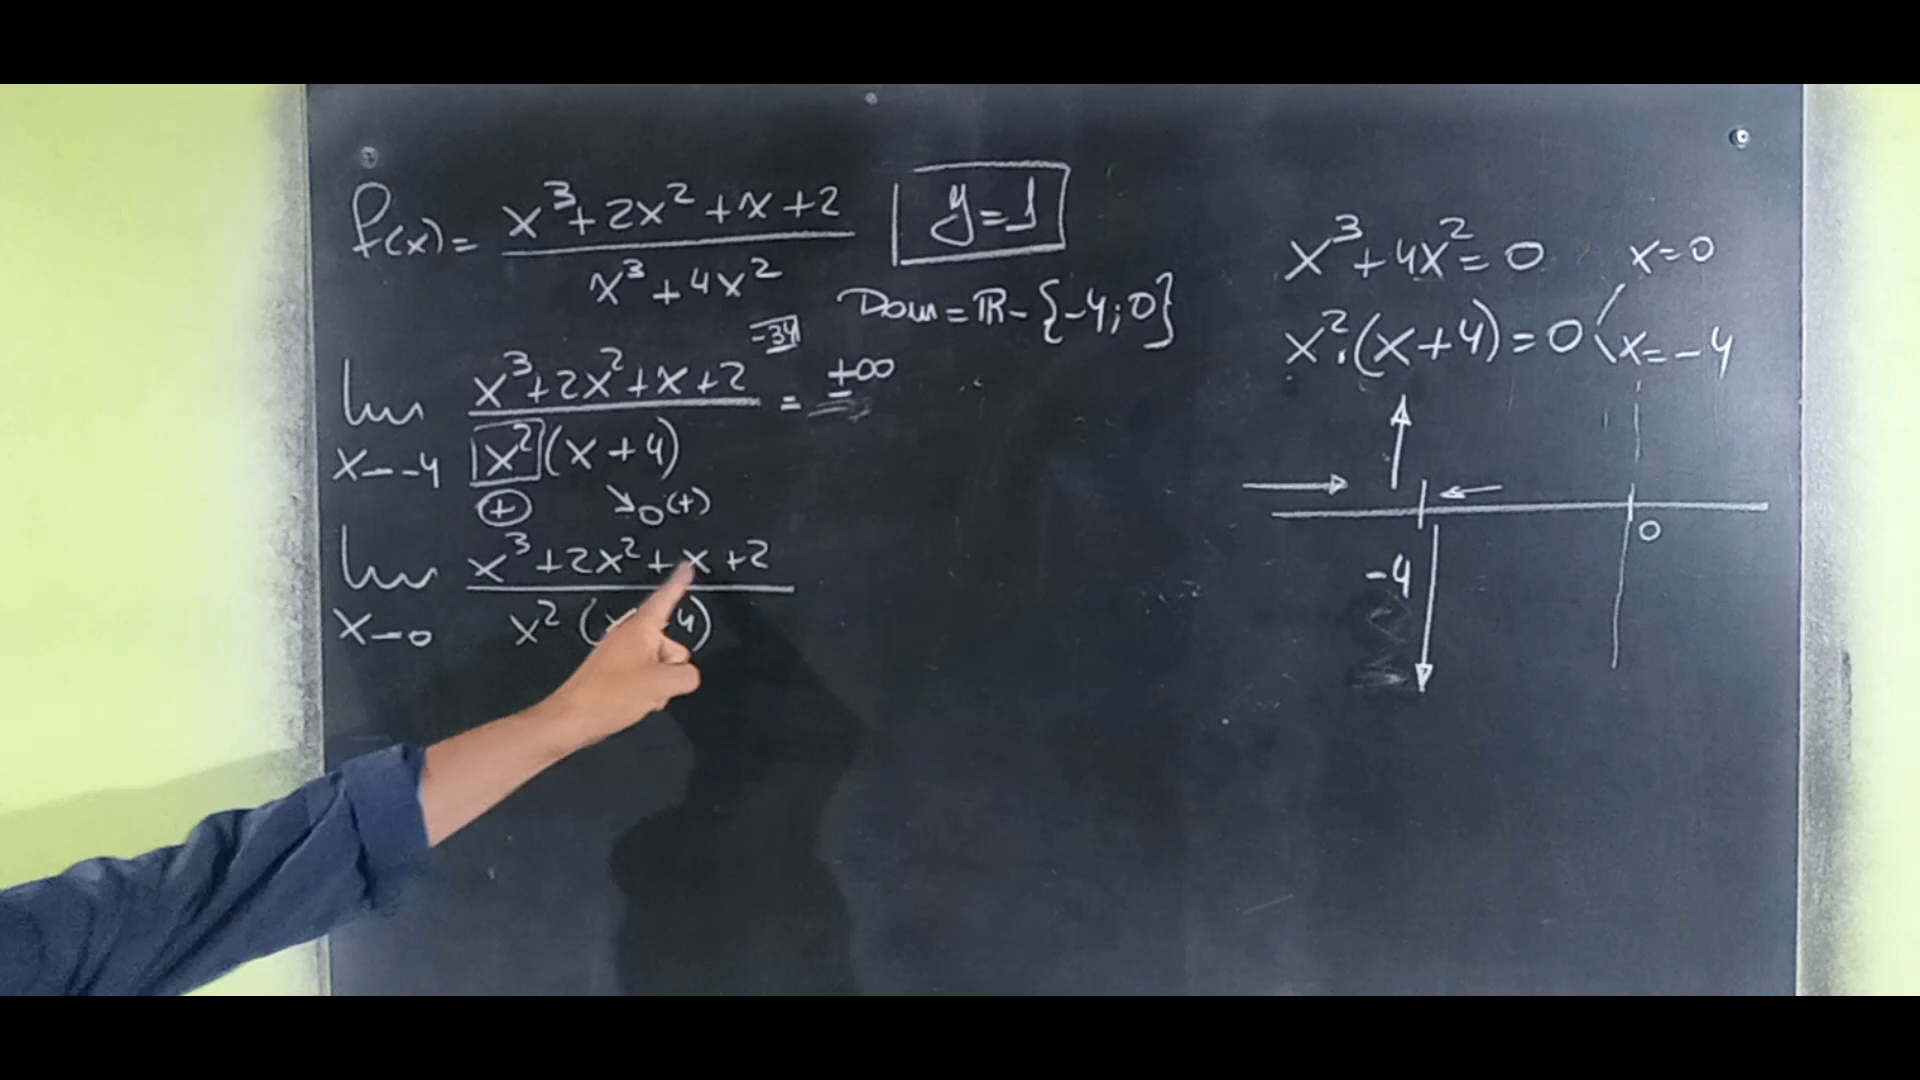 f(x) = (x³+2x²+x+2)/(x³+4x²) y=1
Dom = ℝ - {-4; 0}
-34
lim x→-4 (x³+2x²+x+2)/(x²(x+4)) = ±∞
(+) ↘0(+)
lim x→0 (x³+2x²+x+2)/x²
x³+4x²=0
x²·(x+4)=0
x=0
x=-4
-4
0